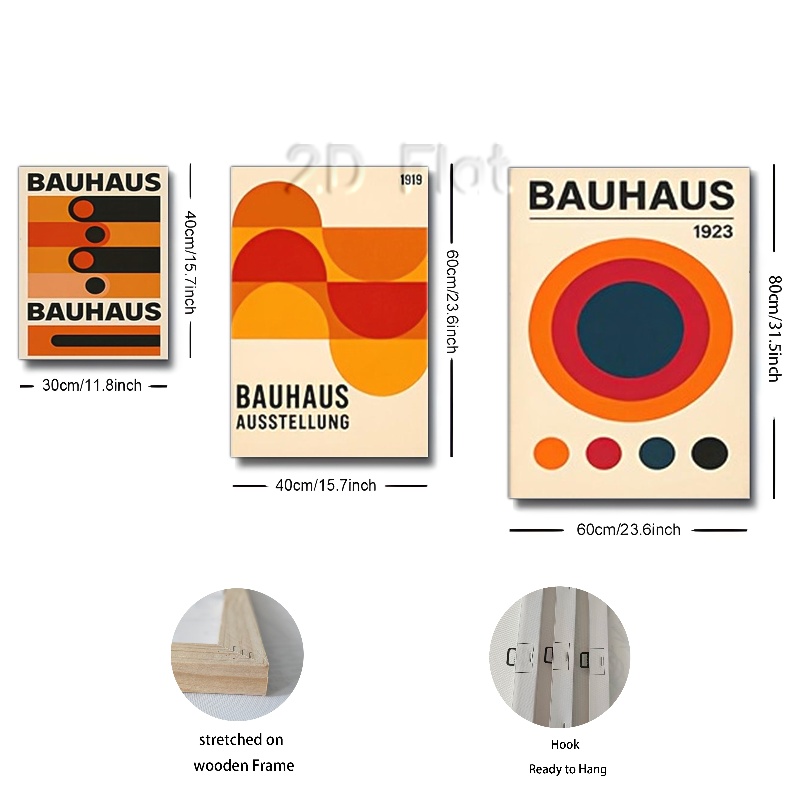 2D Flat
BAUHAUS
BAUHAUS
40cm/15.7inch
30cm/11.8inch
1919
BAUHAUS
AUSSTELLUNG
60cm/23.6inch
40cm/15.7inch
BAUHAUS
1923
80cm/31.5inch
60cm/23.6inch
stretched on
wooden Frame
Hook
Ready to Hang